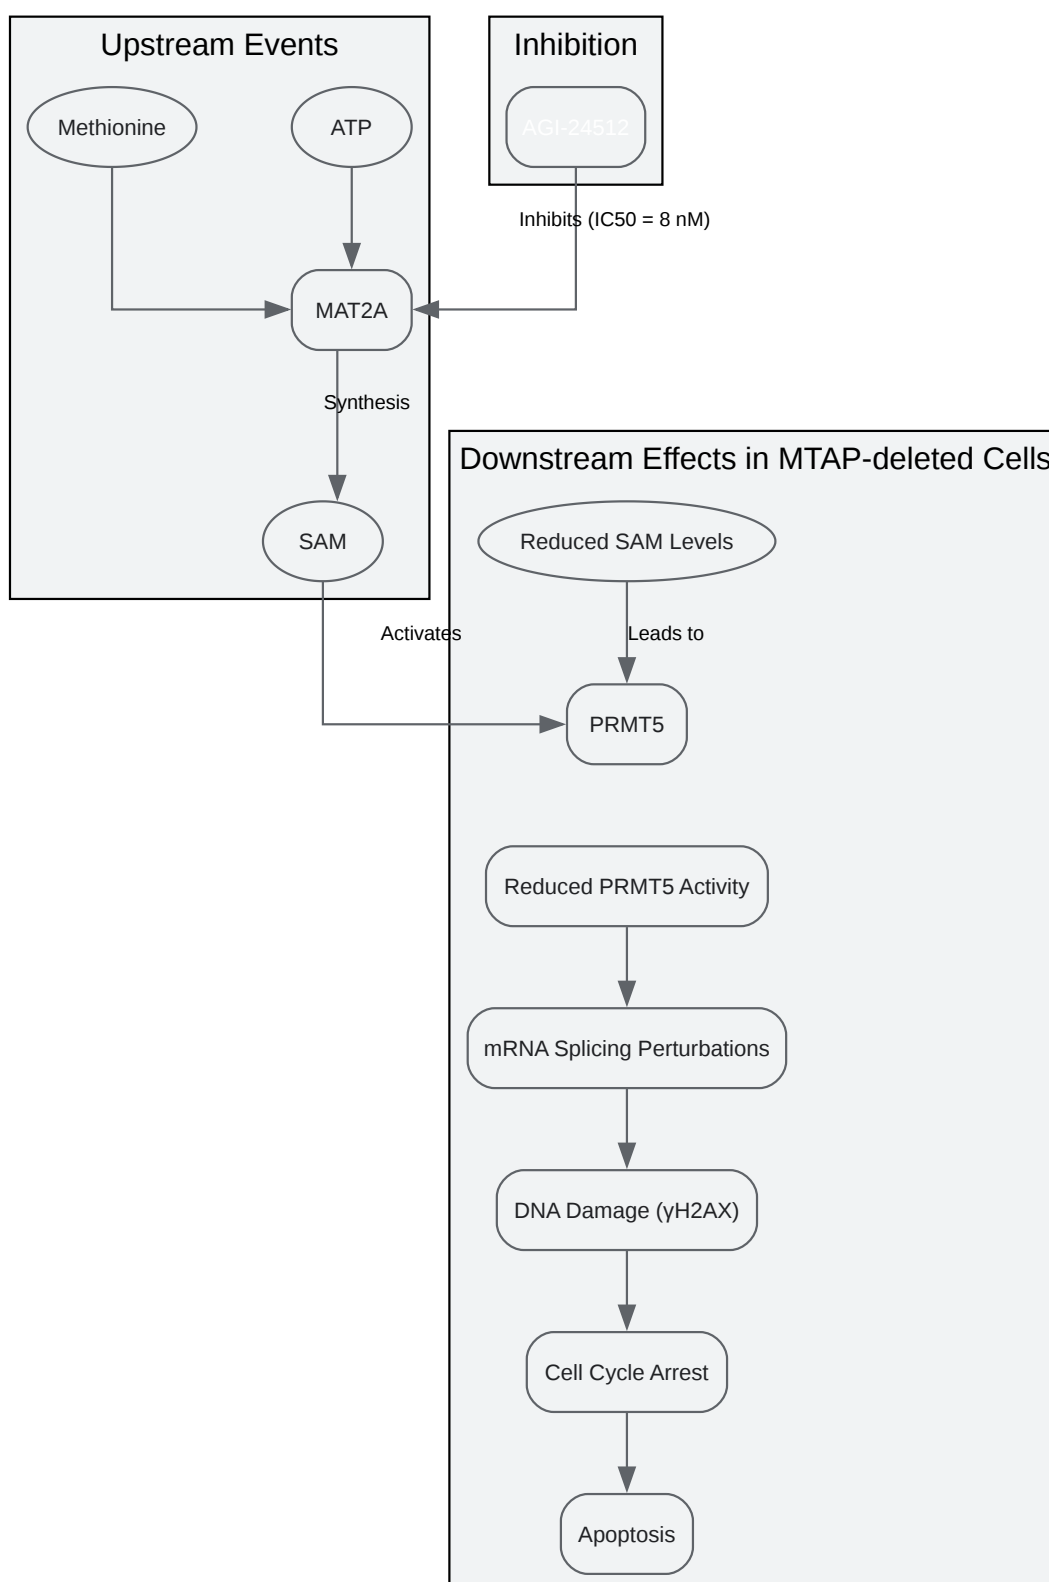 Upstream Events
Inhibition
Methionine
ATP
AGI-24512
Inhibits (IC50 = 8 nM)
MAT2A
Synthesis
Downstream Effects in MTAP-deleted Cells
SAM
Reduced SAM Levels
Activates
Leads to
PRMT5
Reduced PRMT5 Activity
mRNA Splicing Perturbations
DNA Damage (γH2AX)
Cell Cycle Arrest
Apoptosis